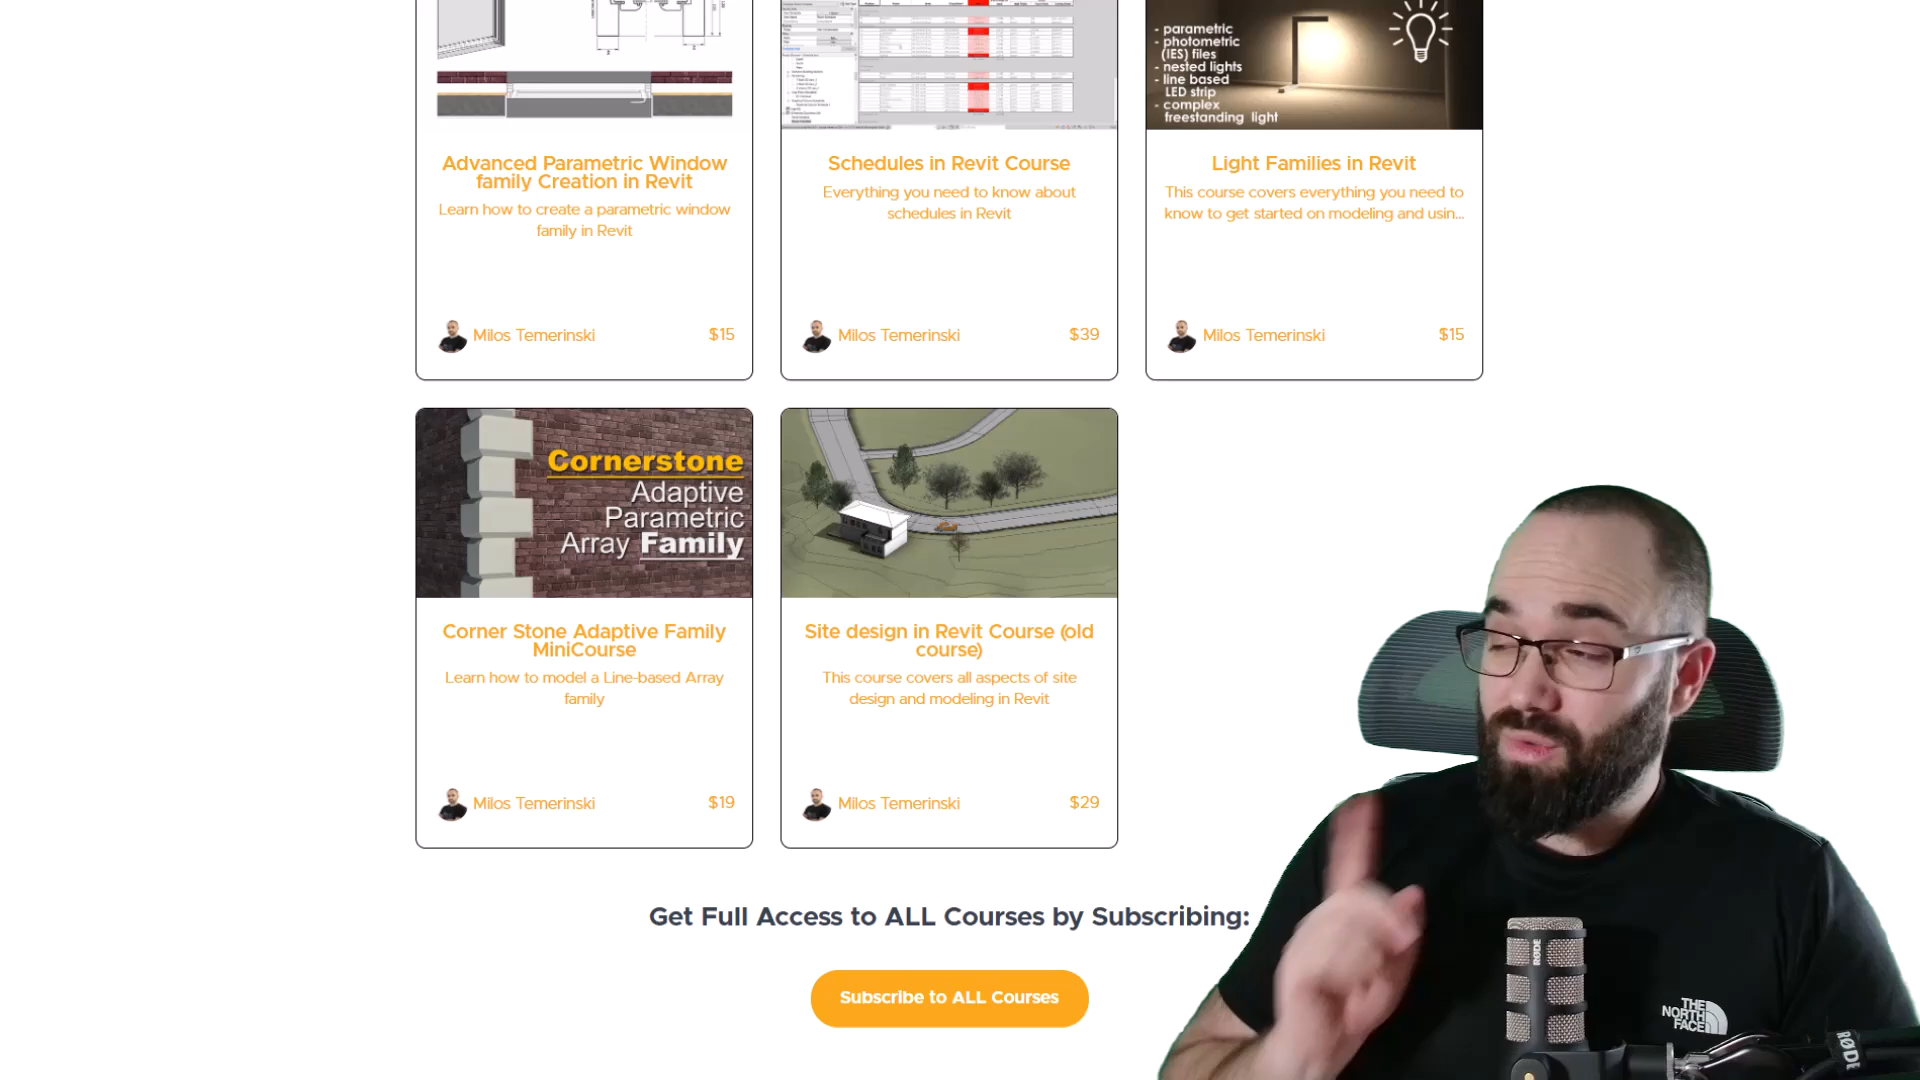 - parametric
- photometric
(IES) files
- nested lights
- line based
LED strip
- complex
freestanding light
Advanced Parametric Window
family Creation in Revit
Learn how to create a parametric window
family in Revit
Milos Temerinski
$15
Schedules in Revit Course
Everything you need to know about
schedules in Revit
Milos Temerinski
$39
Light Families in Revit
This course covers everything you need to
know to get started on modeling and usin...
Milos Temerinski
$15
Cornerstone
Adaptive
Parametric
Array Family
Corner Stone Adaptive Family
MiniCourse
Learn how to model a Line-based Array
family
Milos Temerinski
$19
Site design in Revit Course (old
course)
This course covers all aspects of site
design and modeling in Revit
Milos Temerinski
$29
Get Full Access to ALL Courses by Subscribing:
Subscribe to ALL Courses
RØDE
THE
NORTH
FACE
RØDE